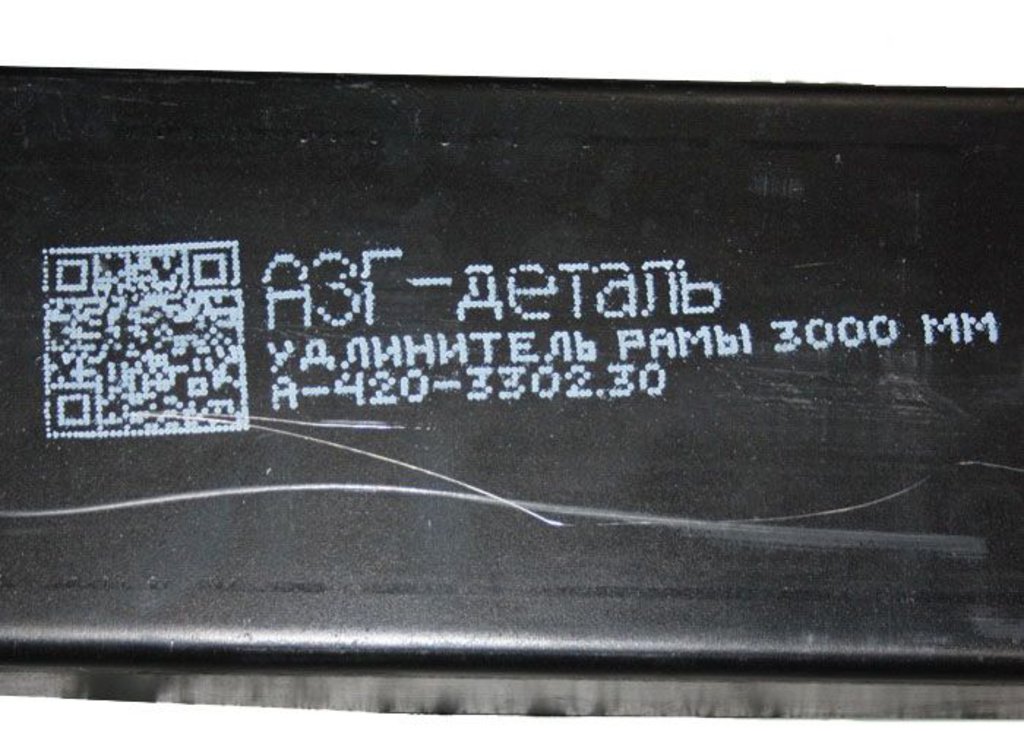 АЗГ-деталь
УДЛИНИТЕЛЬ РАМЫ 3000 ММ
А-420-3302.30